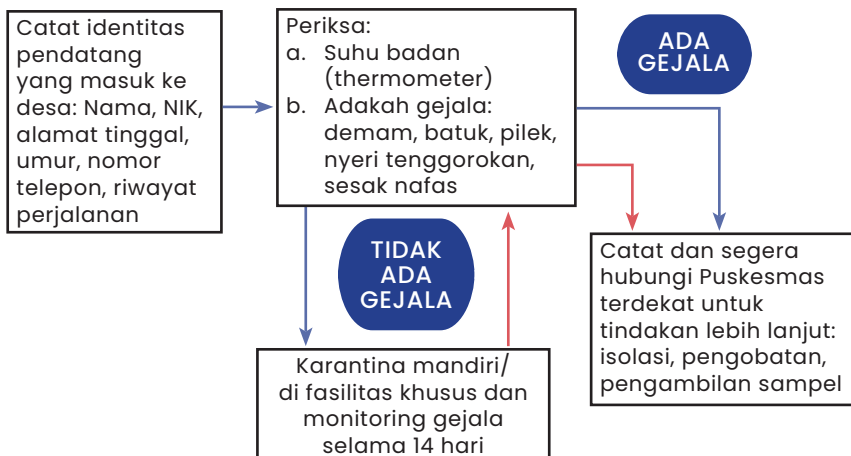 Catat identitas
pendatang
yang masuk ke
desa: Nama, NIK,
alamat tinggal,
umur, nomor
telepon, riwayat
perjalanan
Periksa:
a. Suhu badan
(thermometer)
b. Adakah gejala:
demam, batuk, pilek,
nyeri tenggorokan,
sesak nafas
ADA
GEJALA
TIDAK
ADA
GEJALA
Catat dan segera
hubungi Puskesmas
terdekat untuk
tindakan lebih lanjut:
isolasi, pengobatan,
pengambilan sampel
Karantina mandiri/
di fasilitas khusus dan
monitoring gejala
selama 14 hari